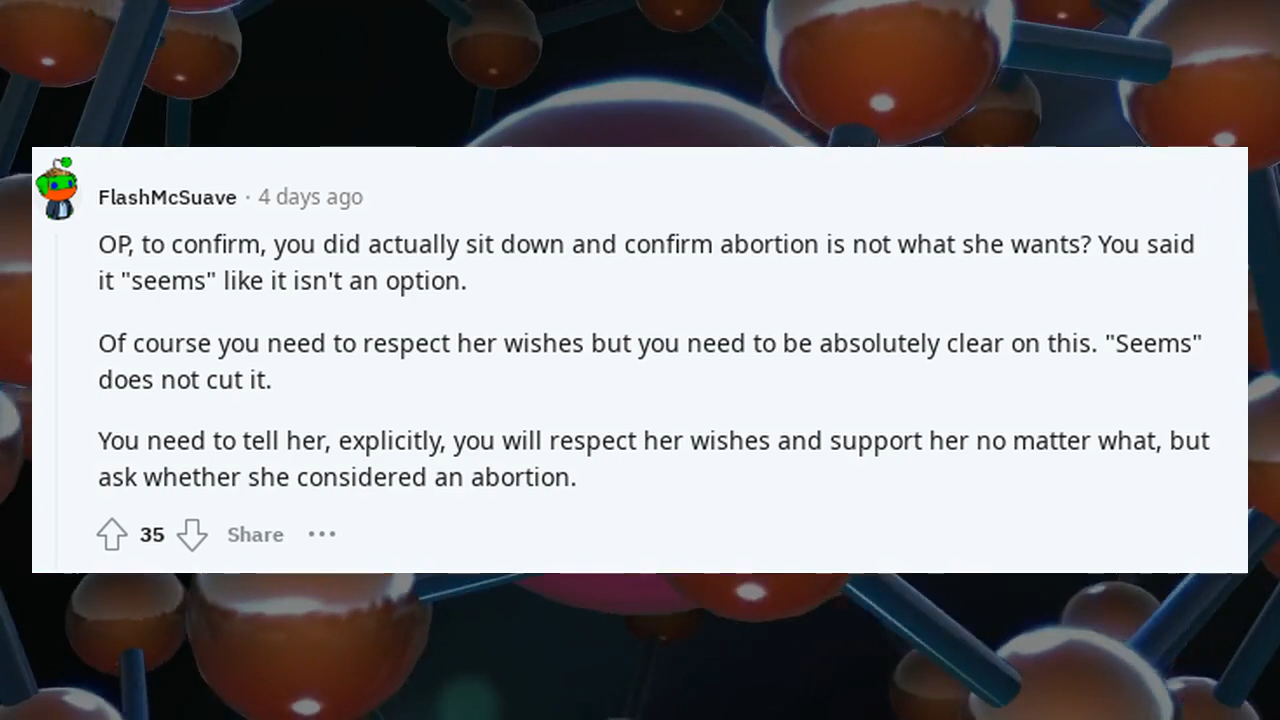 FlashMcSuave · 4 days ago
OP, to confirm, you did actually sit down and confirm abortion is not what she wants? You said
it "seems" like it isn't an option.
Of course you need to respect her wishes but you need to be absolutely clear on this. "Seems"
does not cut it.
You need to tell her, explicitly, you will respect her wishes and support her no matter what, but
ask whether she considered an abortion.
35 Share